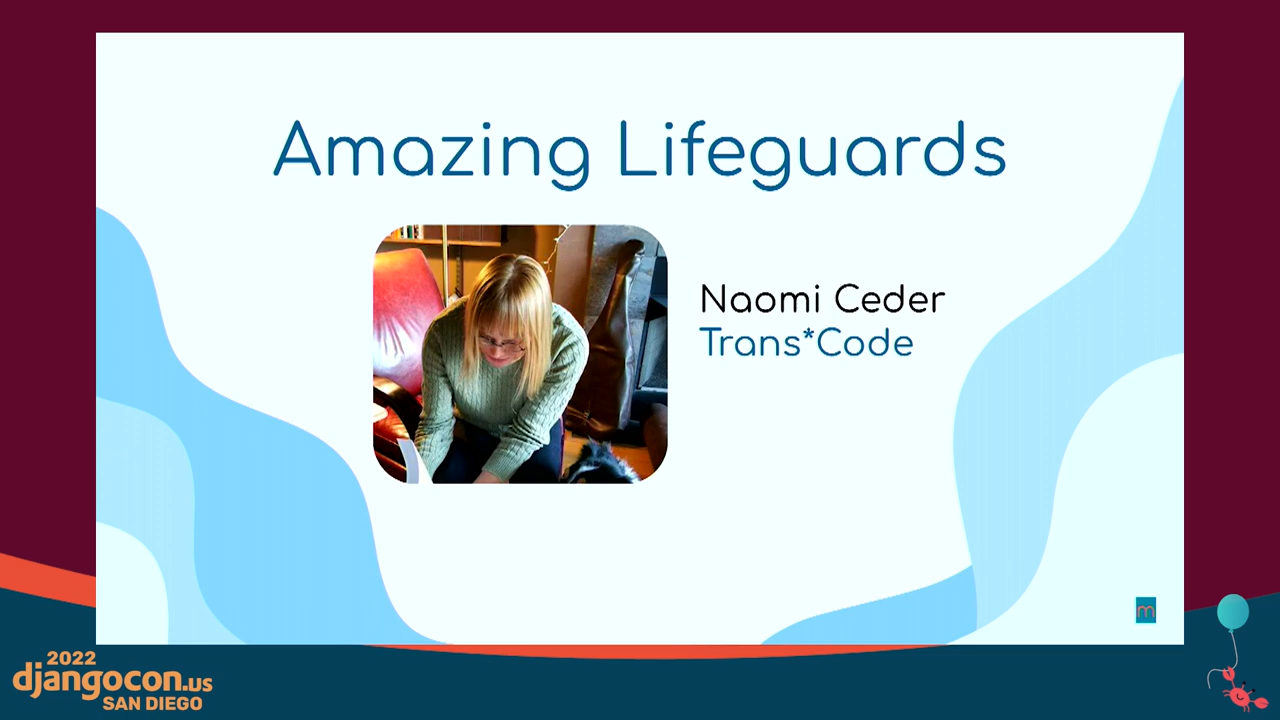 Amazing Lifeguards
Naomi Ceder
Trans*Code
m
2022
djangocon.us
SAN DIEGO